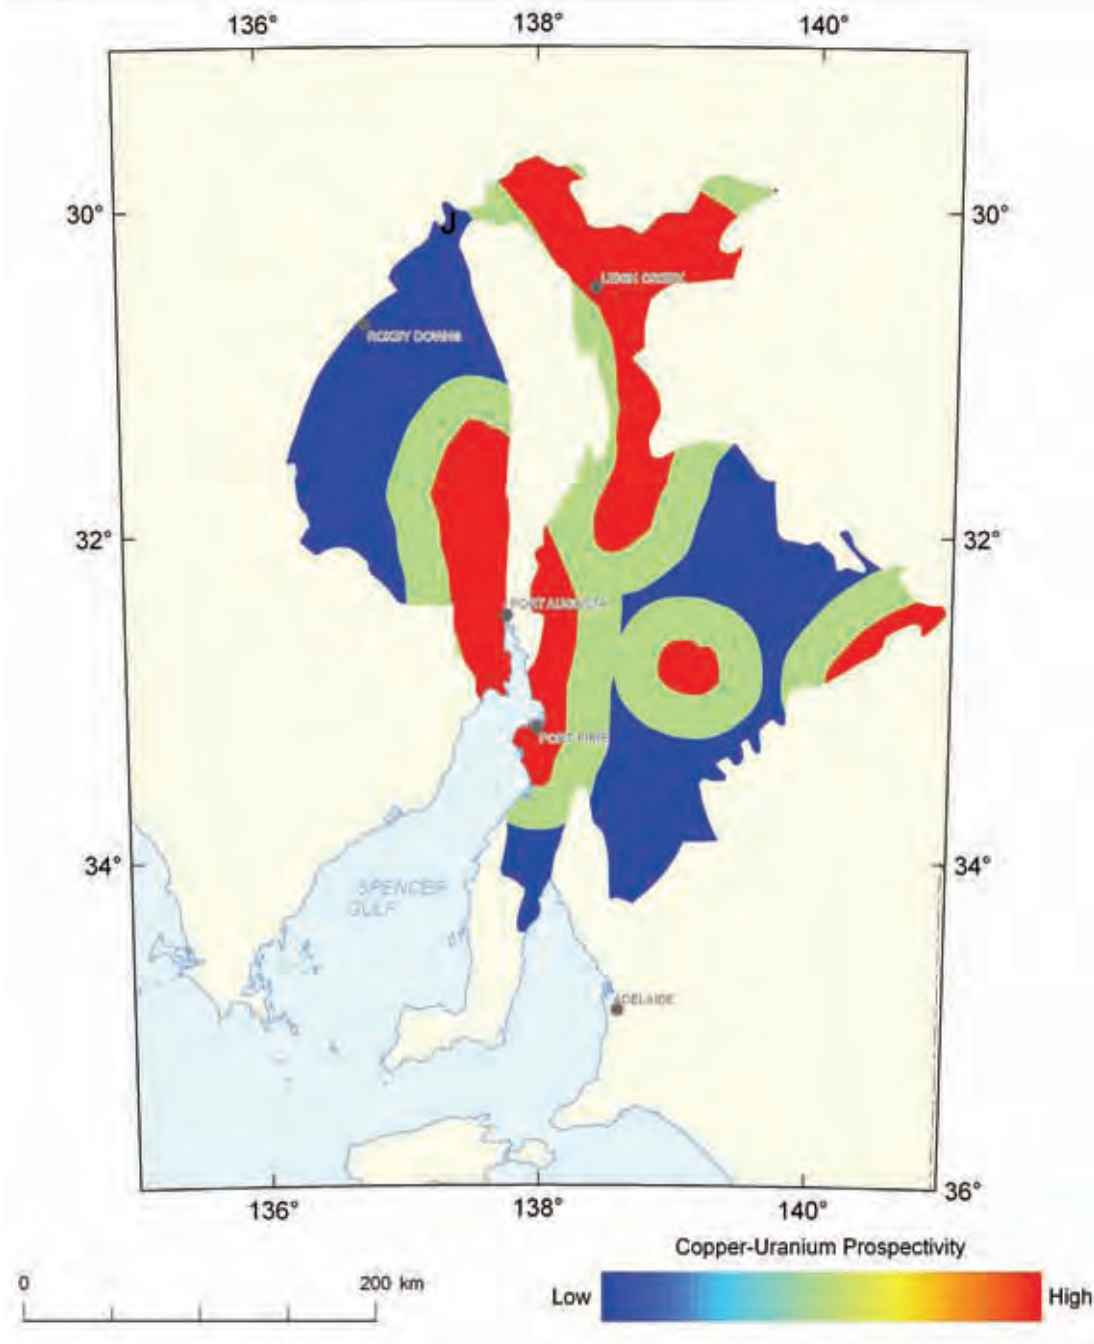 136°
138°
140°
30°
30°
J
LEIGH CREEK
ROXBY DOWNS
32°
32°
PORT AUGUSTA
PORT PIRIE
34°
34°
SPENCER
GULF
ADELAIDE
36°
136°
138°
140°
Copper-Uranium Prospectivity
0
200 km
Low
High